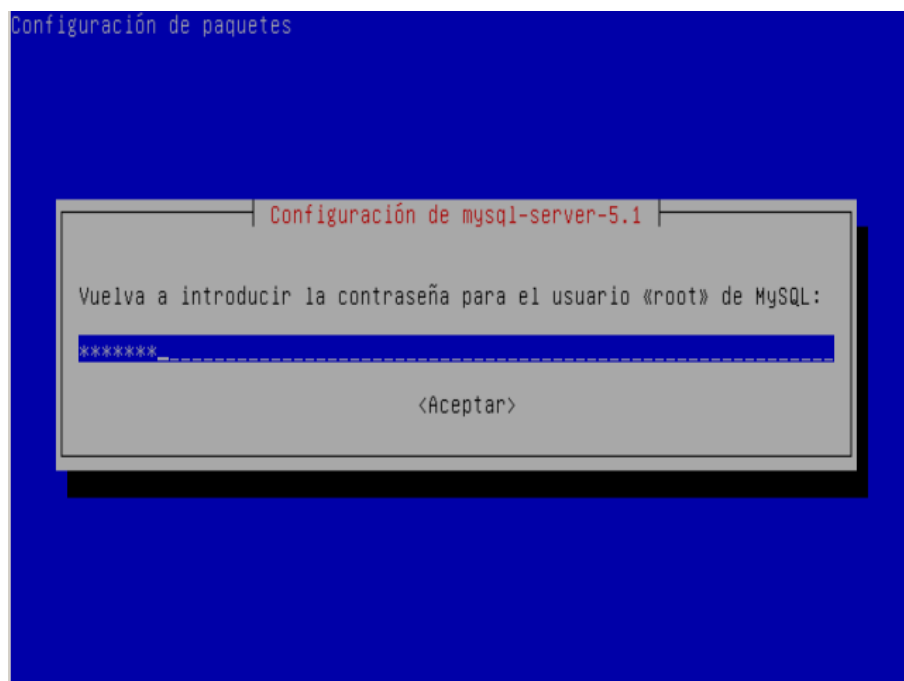 Configuración de paquetes
Configuración de mysql-server-5.1
Vuelva a introducir la contraseña para el usuario «root» de MySQL:
*******_
<Aceptar>